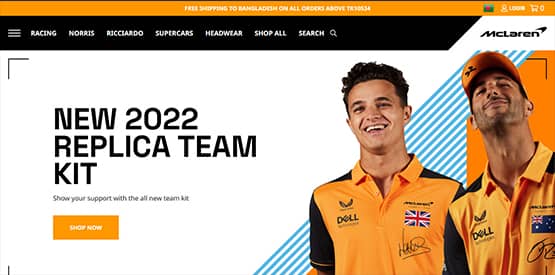 FREE SHIPPING TO BANGLADESH ON ALL ORDERS ABOVE TK50534
LOGIN 0
RACING NORRIS RICCIARDO SUPERCARS HEADWEAR SHOP ALL SEARCH
McLaren
NEW 2022
REPLICA TEAM
KIT
Show your support with the all new team kit
SHOP NOW
McLaren
DELL
Technologies
DELL